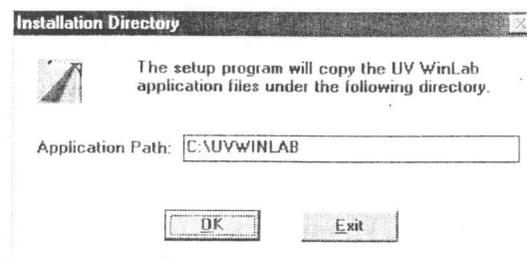 Installation Directory
The setup program will copy the UV WinLab
application files under the following directory.
Application Path: C:\UVWINLAB
OK Exit